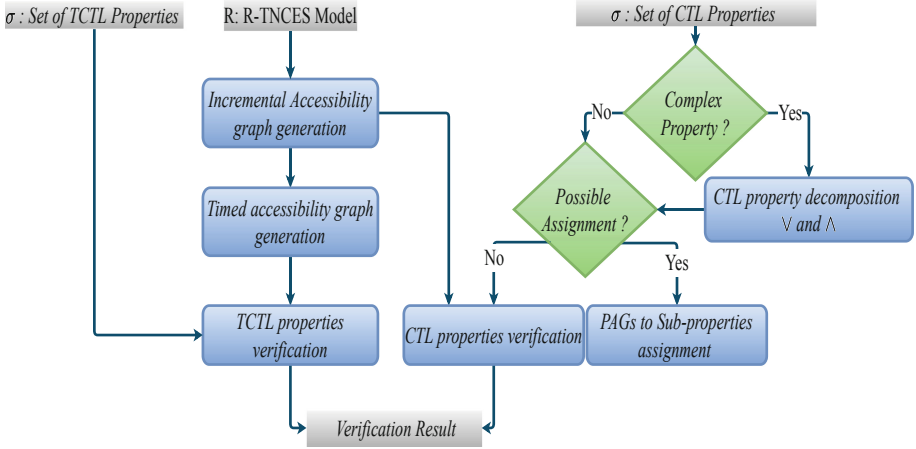 σ : Set of TCTL Properties
R: R-TNCES Model
σ : Set of CTL Properties
Incremental Accessibility
graph generation
Complex
Property ?
No
Yes
Timed accessibility graph
generation
Possible
Assignment ?
CTL property decomposition
∨ and ∧
No
Yes
TCTL properties
verification
CTL properties verification
PAGs to Sub-properties
assignment
Verification Result